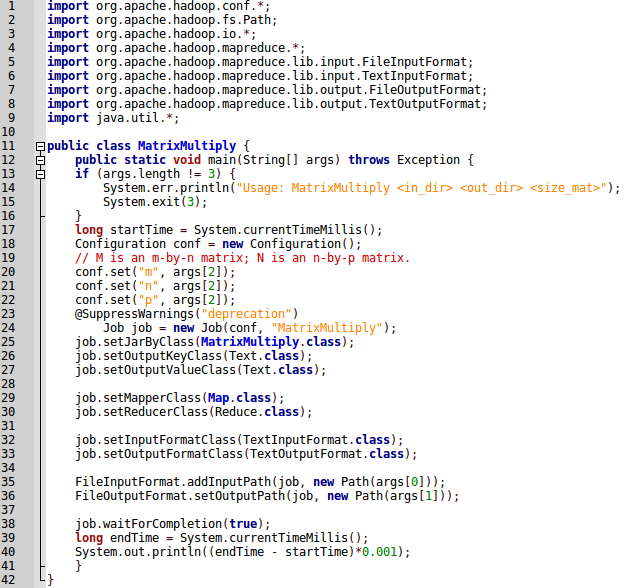 1 import org.apache.hadoop.conf.*;
2 import org.apache.hadoop.fs.Path;
3 import org.apache.hadoop.io.*;
4 import org.apache.hadoop.mapreduce.*;
5 import org.apache.hadoop.mapreduce.lib.input.FileInputFormat;
6 import org.apache.hadoop.mapreduce.lib.input.TextInputFormat;
7 import org.apache.hadoop.mapreduce.lib.output.FileOutputFormat;
8 import org.apache.hadoop.mapreduce.lib.output.TextOutputFormat;
9 import java.util.*;
10
11 public class MatrixMultiply {
12     public static void main(String[] args) throws Exception {
13     if (args.length != 3) {
14         System.err.println("Usage: MatrixMultiply <in_dir> <out_dir> <size_mat>");
15         System.exit(3);
16     }
17     long startTime = System.currentTimeMillis();
18     Configuration conf = new Configuration();
19     // M is an m-by-n matrix; N is an n-by-p matrix.
20     conf.set("m", args[2]);
21     conf.set("n", args[2]);
22     conf.set("p", args[2]);
23     @SuppressWarnings("deprecation")
24         Job job = new Job(conf, "MatrixMultiply");
25     job.setJarByClass(MatrixMultiply.class);
26     job.setOutputKeyClass(Text.class);
27     job.setOutputValueClass(Text.class);
28
29     job.setMapperClass(Map.class);
30     job.setReducerClass(Reduce.class);
31
32     job.setInputFormatClass(TextInputFormat.class);
33     job.setOutputFormatClass(TextOutputFormat.class);
34
35     FileInputFormat.addInputPath(job, new Path(args[0]));
36     FileOutputFormat.setOutputPath(job, new Path(args[1]));
37
38     job.waitForCompletion(true);
39     long endTime = System.currentTimeMillis();
40     System.out.println((endTime - startTime)*0.001);
41     }
42 }